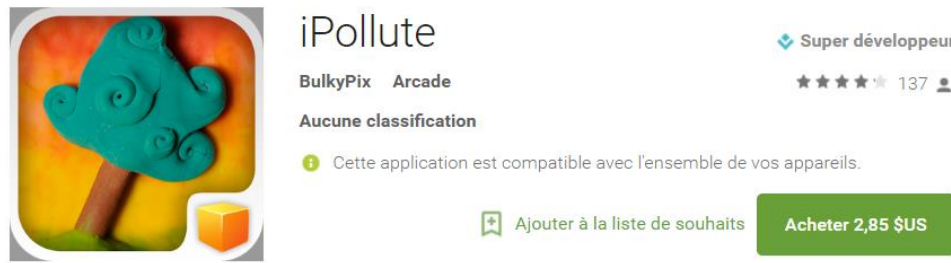 iPollute
Super développeur
BulkyPix Arcade
137
Aucune classification
Cette application est compatible avec l'ensemble de vos appareils.
Ajouter à la liste de souhaits
Acheter 2,85 $US